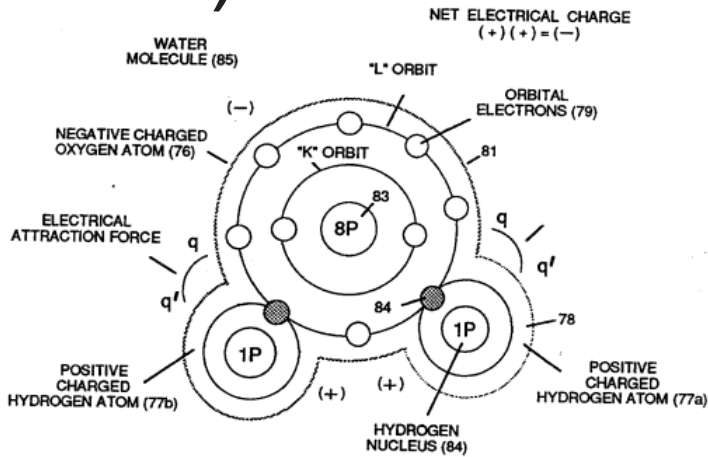 NET ELECTRICAL CHARGE
(+) (+) = (−)
WATER
MOLECULE (85)
"L" ORBIT
ORBITAL
ELECTRONS (79)
(−)
NEGATIVE CHARGED
OXYGEN ATOM (76)
"K" ORBIT
81
83
8P
ELECTRICAL
ATTRACTION FORCE
q
q'
q
q'
84
78
1P
1P
POSITIVE
CHARGED
HYDROGEN ATOM (77b)
(+)
(+)
POSITIVE
CHARGED
HYDROGEN ATOM (77a)
HYDROGEN
NUCLEUS (84)